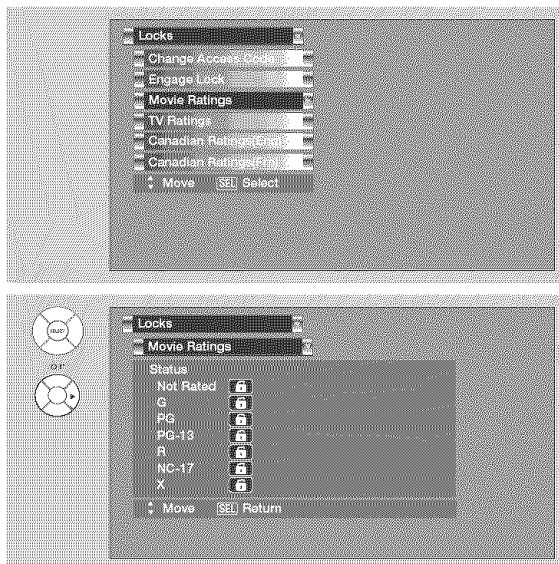 Locks
Change Access Code
Engage Lock
Movie Ratings
TV Ratings
Canadian Ratings(Eng)
Canadian Ratings(Frn)
Move SEL Select
Locks
Movie Ratings
Status
Not Rated
G
PG
PG-13
R
NC-17
X
Move SEL Return